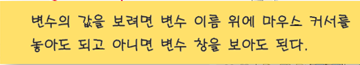 변수의 값을 보려면 변수 이름 위에 마우스 커서를
놓아도 되고 아니면 변수 창을 보아도 된다.